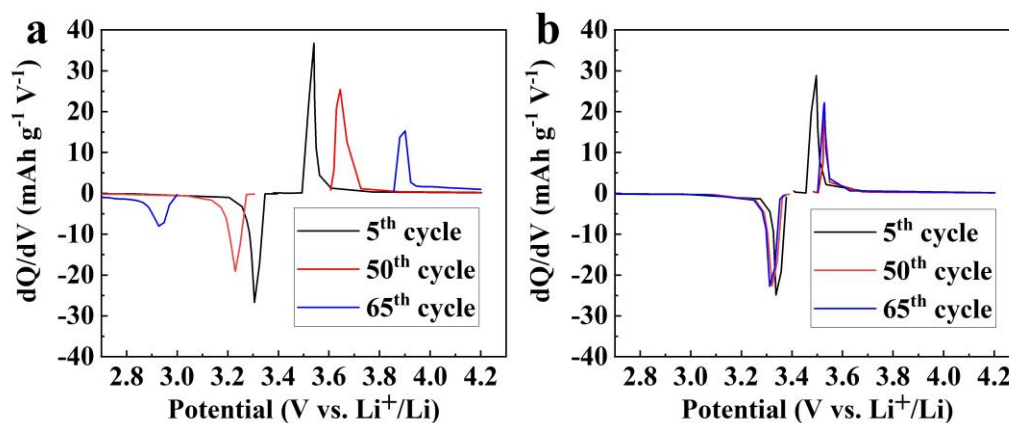 a
dQ/dV (mAh g⁻¹ V⁻¹)
40
30
20
10
0
-10
-20
-30
-40
5th cycle
50th cycle
65th cycle
2.8 3.0 3.2 3.4 3.6 3.8 4.0 4.2
Potential (V vs. Li⁺/Li)
b
dQ/dV (mAh g⁻¹ V⁻¹)
40
30
20
10
0
-10
-20
-30
-40
5th cycle
50th cycle
65th cycle
2.8 3.0 3.2 3.4 3.6 3.8 4.0 4.2
Potential (V vs. Li⁺/Li)